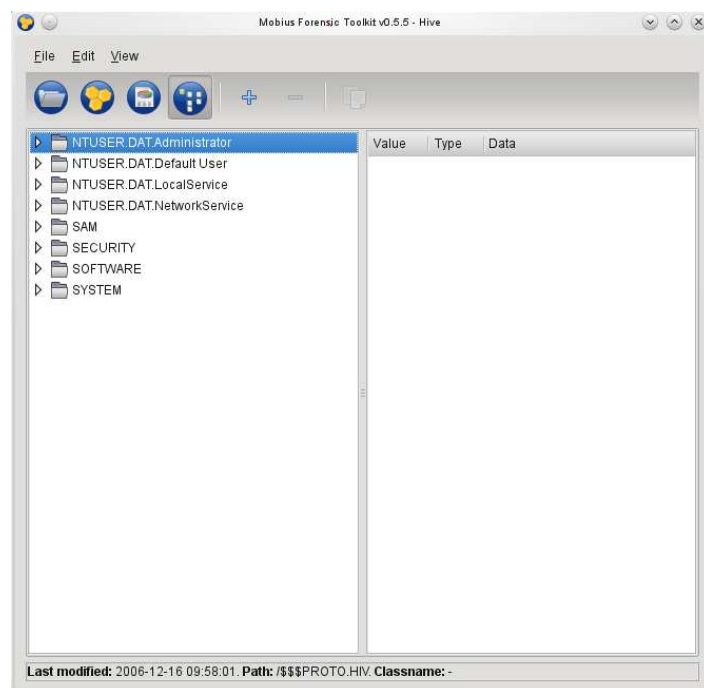 Mobius Forensic Toolkit v0.5.5 - Hive
File Edit View
NTUSER.DAT.Administrator
NTUSER.DAT.Default User
NTUSER.DAT.LocalService
NTUSER.DAT.NetworkService
SAM
SECURITY
SOFTWARE
SYSTEM
Value Type Data
Last modified: 2006-12-16 09:58:01. Path: /$$$PROTO.HIV. Classname: -